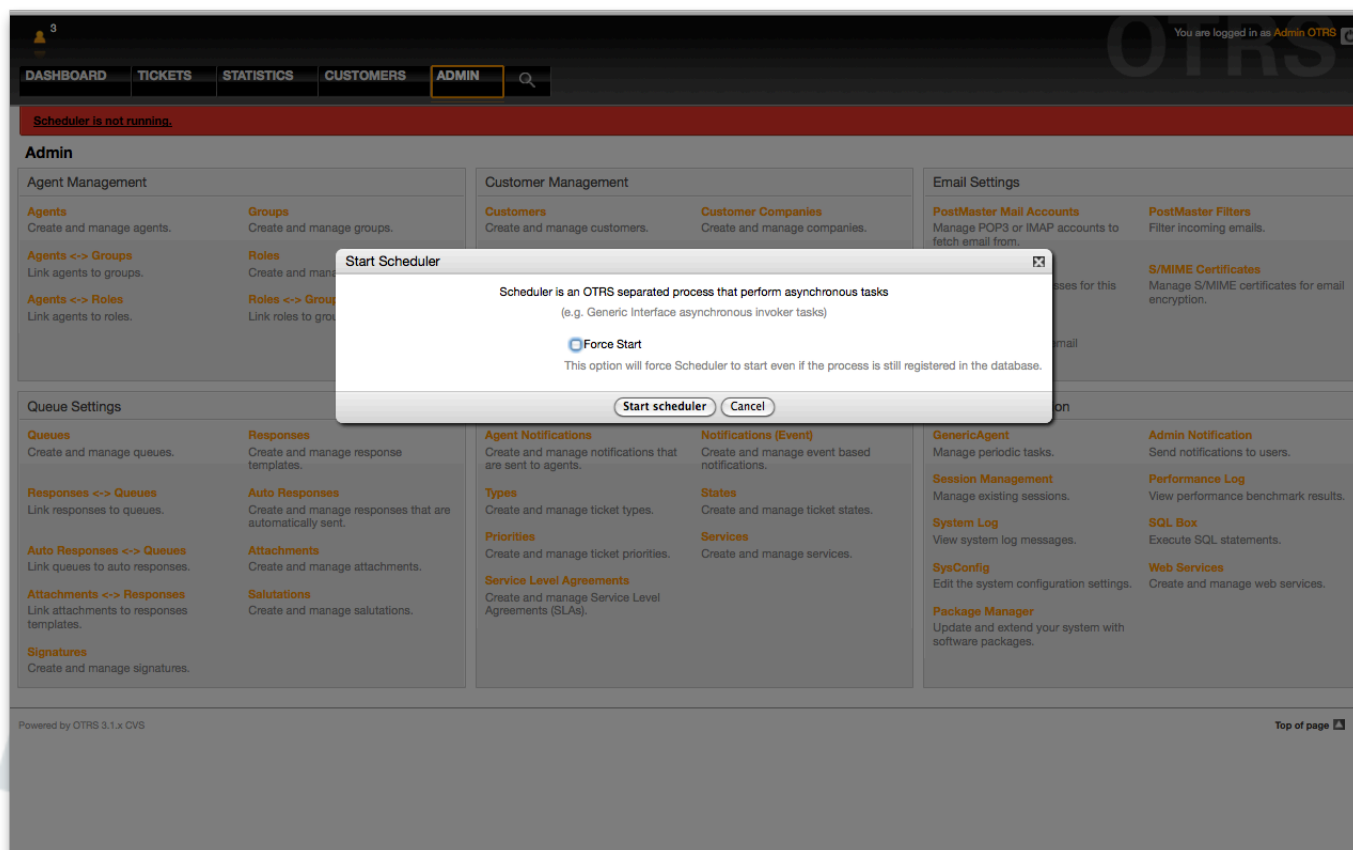 3
OTRS
You are logged in as Admin OTRS
DASHBOARD TICKETS STATISTICS CUSTOMERS ADMIN
Scheduler is not running.
Admin
Agent Management
Agents
Create and manage agents.
Groups
Create and manage groups.
Agents <-> Groups
Link agents to groups.
Roles
Create and mana
Agents <-> Roles
Link agents to roles.
Roles <-> Group
Link roles to grou
Customer Management
Customers
Create and manage customers.
Customer Companies
Create and manage companies.
Email Settings
PostMaster Mail Accounts
Manage POP3 or IMAP accounts to
fetch email from.
PostMaster Filters
Filter incoming emails.
sses for this
S/MIME Certificates
Manage S/MIME certificates for email
encryption.
email
Start Scheduler
Scheduler is an OTRS separated process that perform asynchronous tasks
(e.g. Generic Interface asynchronous invoker tasks)
Force Start
This option will force Scheduler to start even if the process is still registered in the database.
Start scheduler Cancel
Queue Settings
Queues
Create and manage queues.
Responses
Create and manage response
templates.
Responses <-> Queues
Link responses to queues.
Auto Responses
Create and manage responses that are
automatically sent.
Auto Responses <-> Queues
Link queues to auto responses.
Attachments
Create and manage attachments.
Attachments <-> Responses
Link attachments to responses
templates.
Salutations
Create and manage salutations.
Signatures
Create and manage signatures.
Agent Notifications
Create and manage notifications that
are sent to agents.
Notifications (Event)
Create and manage event based
notifications.
Types
Create and manage ticket types.
States
Create and manage ticket states.
Priorities
Create and manage ticket priorities.
Services
Create and manage services.
Service Level Agreements
Create and manage Service Level
Agreements (SLAs).
on
GenericAgent
Manage periodic tasks.
Admin Notification
Send notifications to users.
Session Management
Manage existing sessions.
Performance Log
View performance benchmark results.
System Log
View system log messages.
SQL Box
Execute SQL statements.
SysConfig
Edit the system configuration settings.
Web Services
Create and manage web services.
Package Manager
Update and extend your system with
software packages.
Powered by OTRS 3.1.x CVS
Top of page